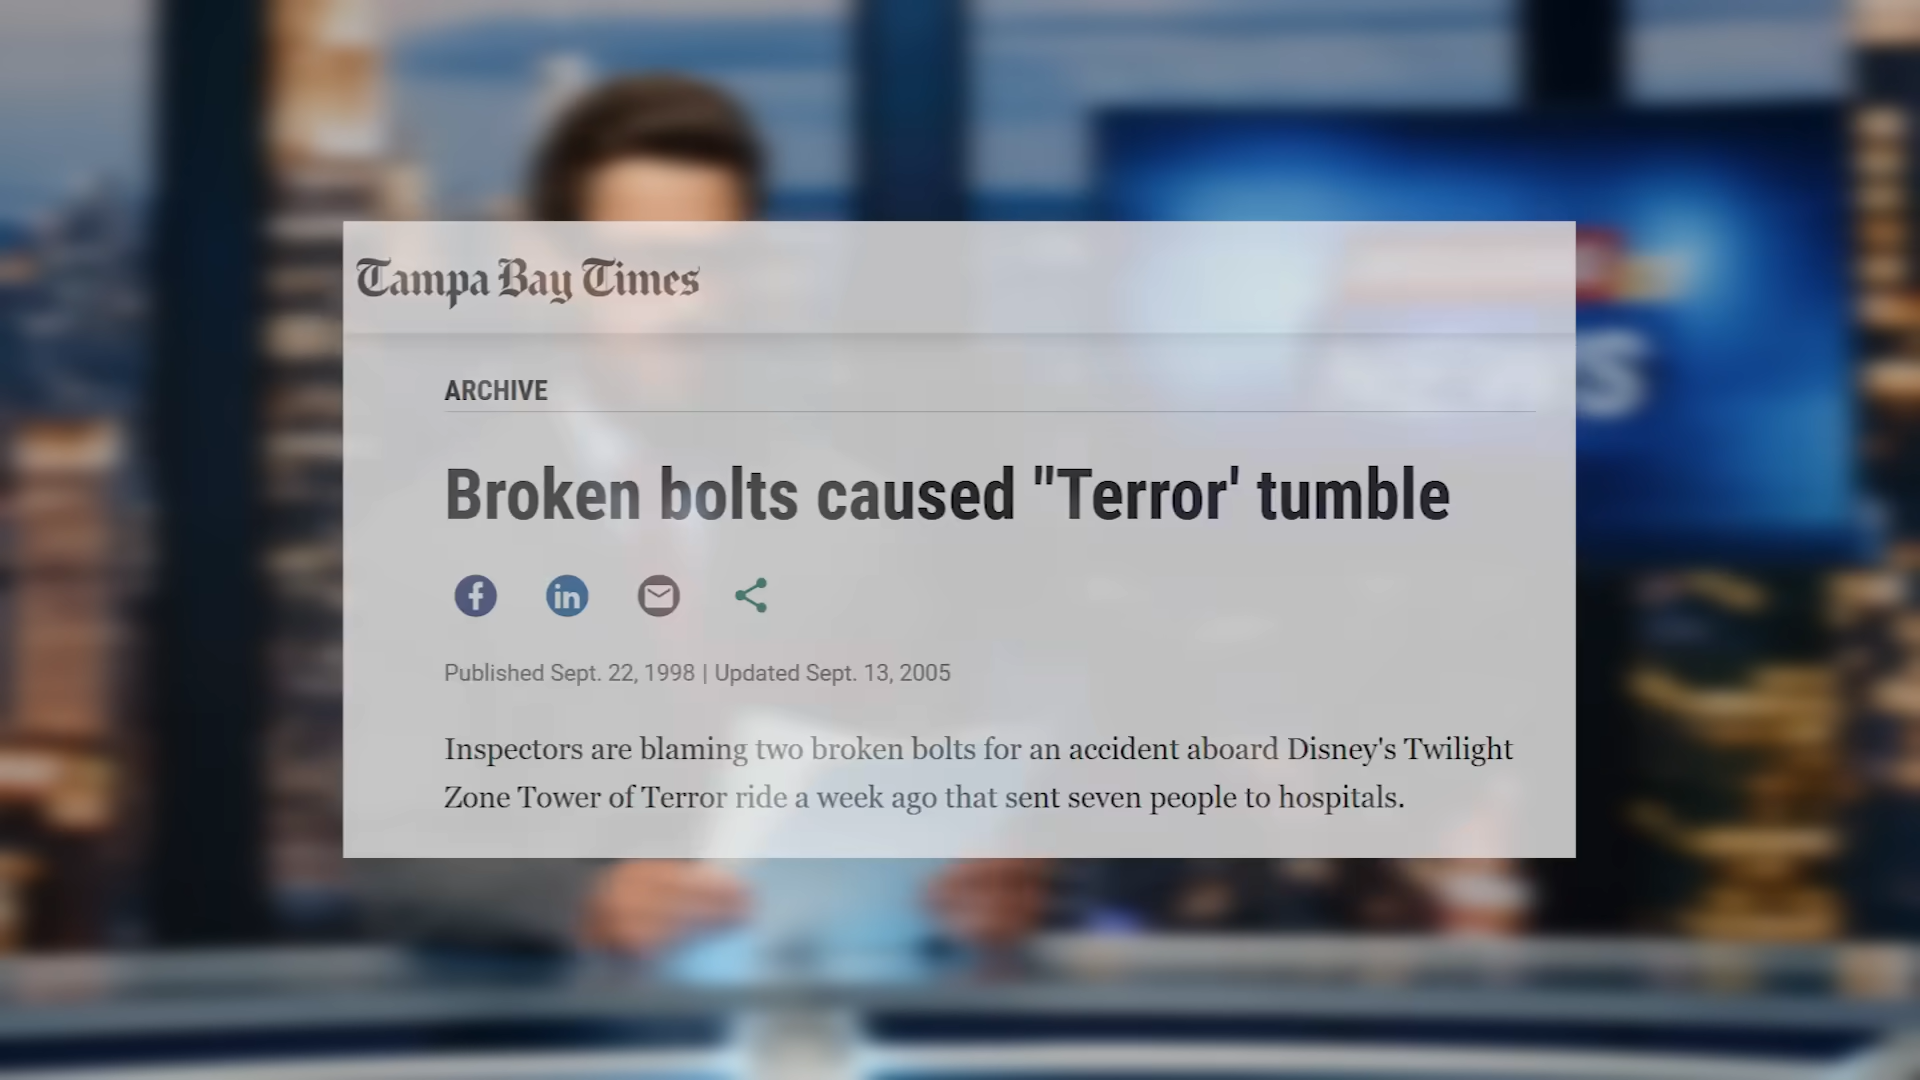 Tampa Bay Times
ARCHIVE
Broken bolts caused "Terror' tumble
Published Sept. 22, 1998 | Updated Sept. 13, 2005
Inspectors are blaming two broken bolts for an accident aboard Disney's Twilight
Zone Tower of Terror ride a week ago that sent seven people to hospitals.